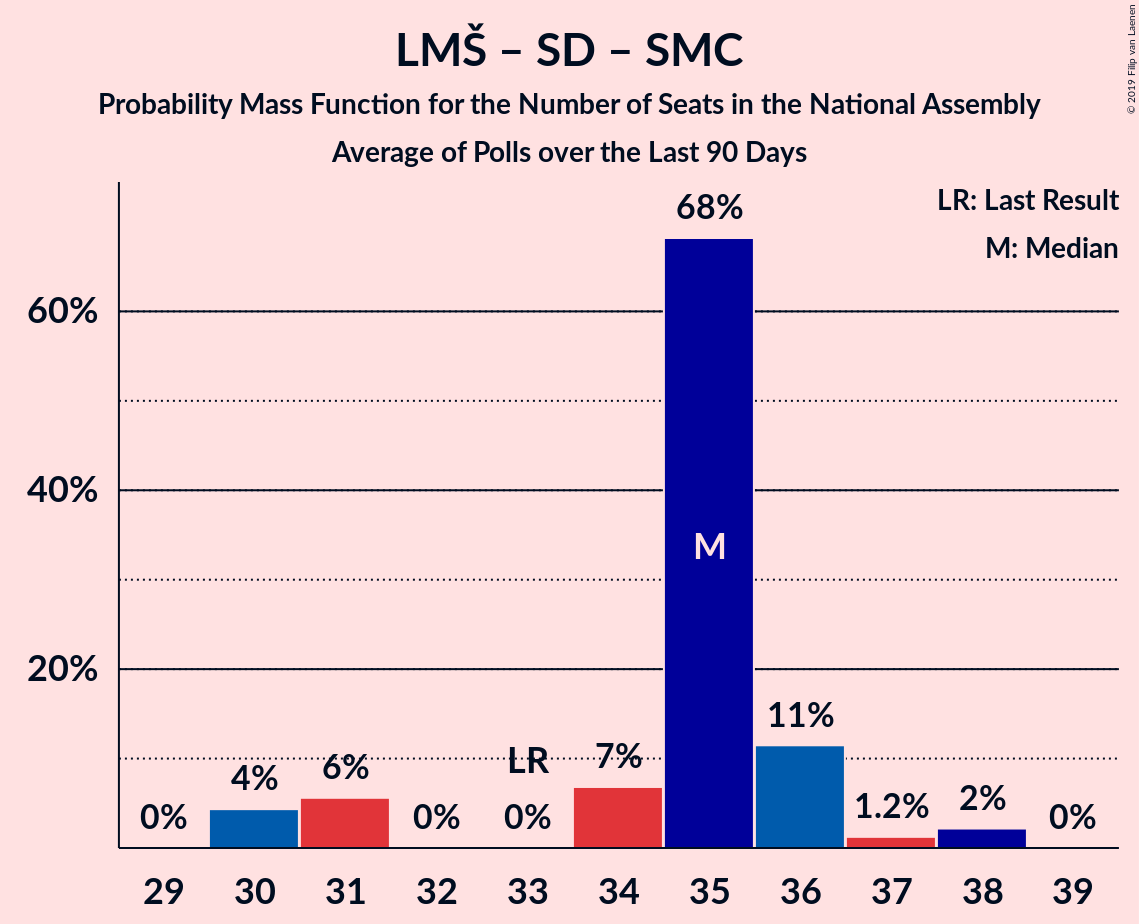 LMŠ – SD – SMC
Probability Mass Function for the Number of Seats in the National Assembly
Average of Polls over the Last 90 Days
© 2019 Filip van Laenen
LR: Last Result
M: Median
60%
40%
20%
0%
4%
6%
0%
LR
0%
7%
68%
M
11%
1.2%
2%
0%
29 30 31 32 33 34 35 36 37 38 39